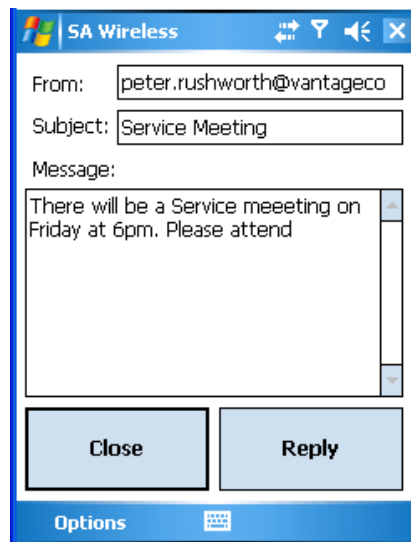 SA Wireless
From: peter.rushworth@vantageco
Subject: Service Meeting
Message:
There will be a Service meeeting on
Friday at 6pm. Please attend
Close Reply
Options